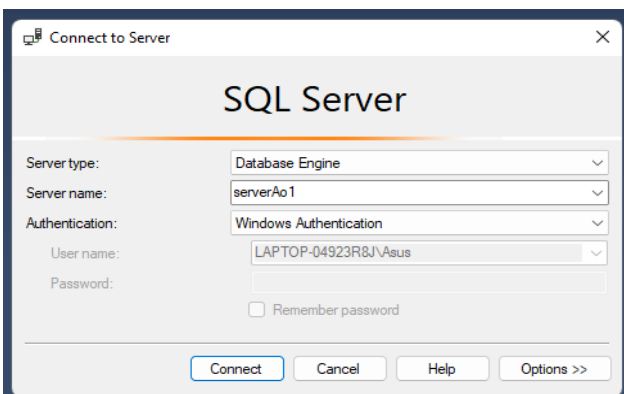 Connect to Server
SQL Server
Server type: Database Engine
Server name: serverAo1
Authentication: Windows Authentication
User name: LAPTOP-04923R8J\Asus
Password:
Remember password
Connect Cancel Help Options >>